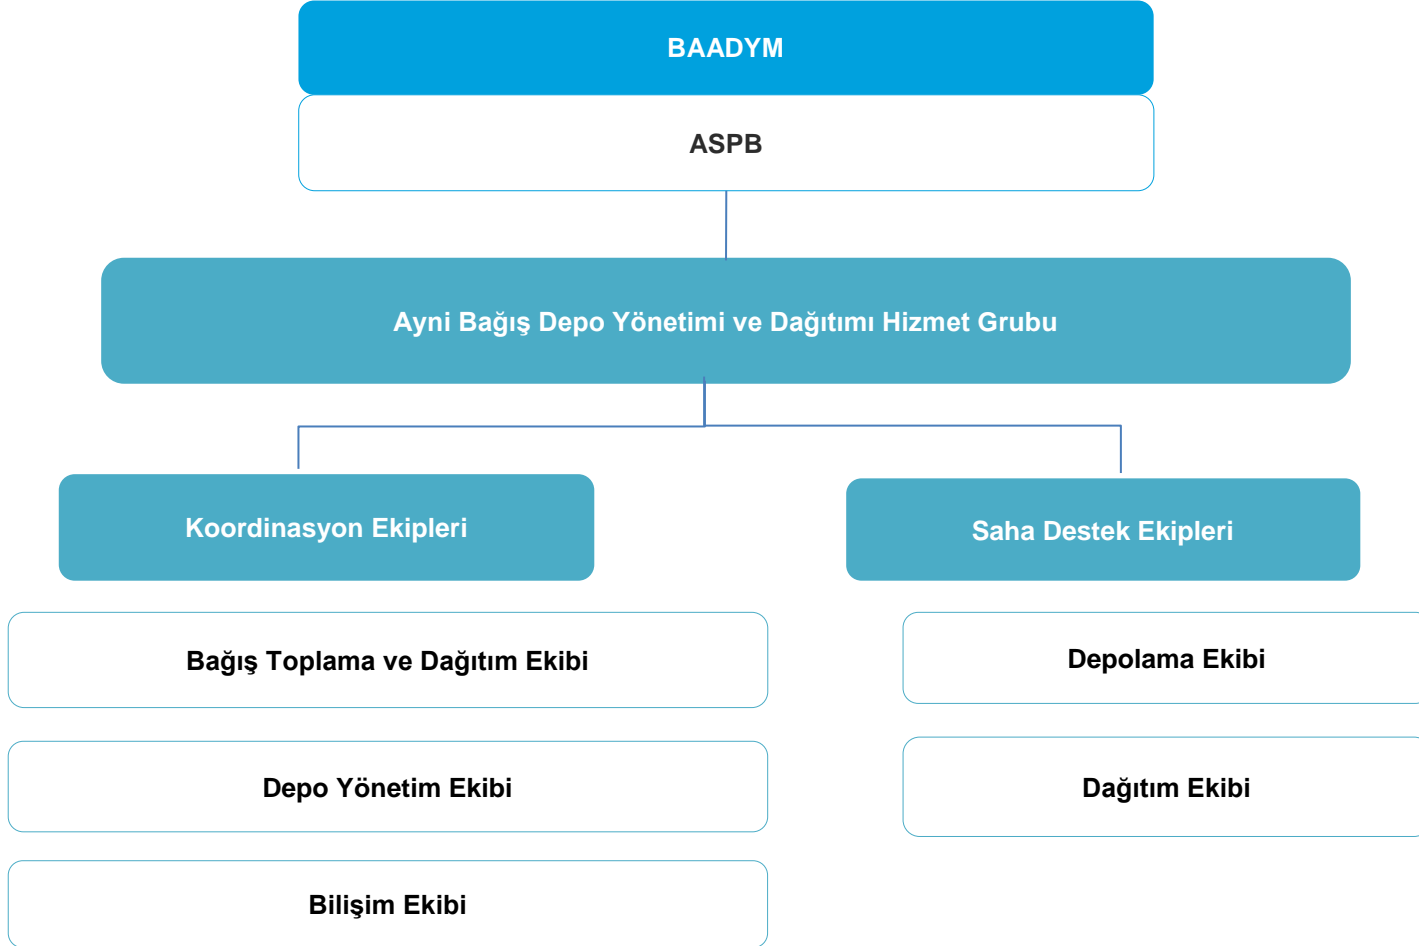 BAADYM
ASPB
Ayni Bağış Depo Yönetimi ve Dağıtımı Hizmet Grubu
Koordinasyon Ekipleri
Saha Destek Ekipleri
Bağış Toplama ve Dağıtım Ekibi
Depolama Ekibi
Depo Yönetim Ekibi
Dağıtım Ekibi
Bilişim Ekibi